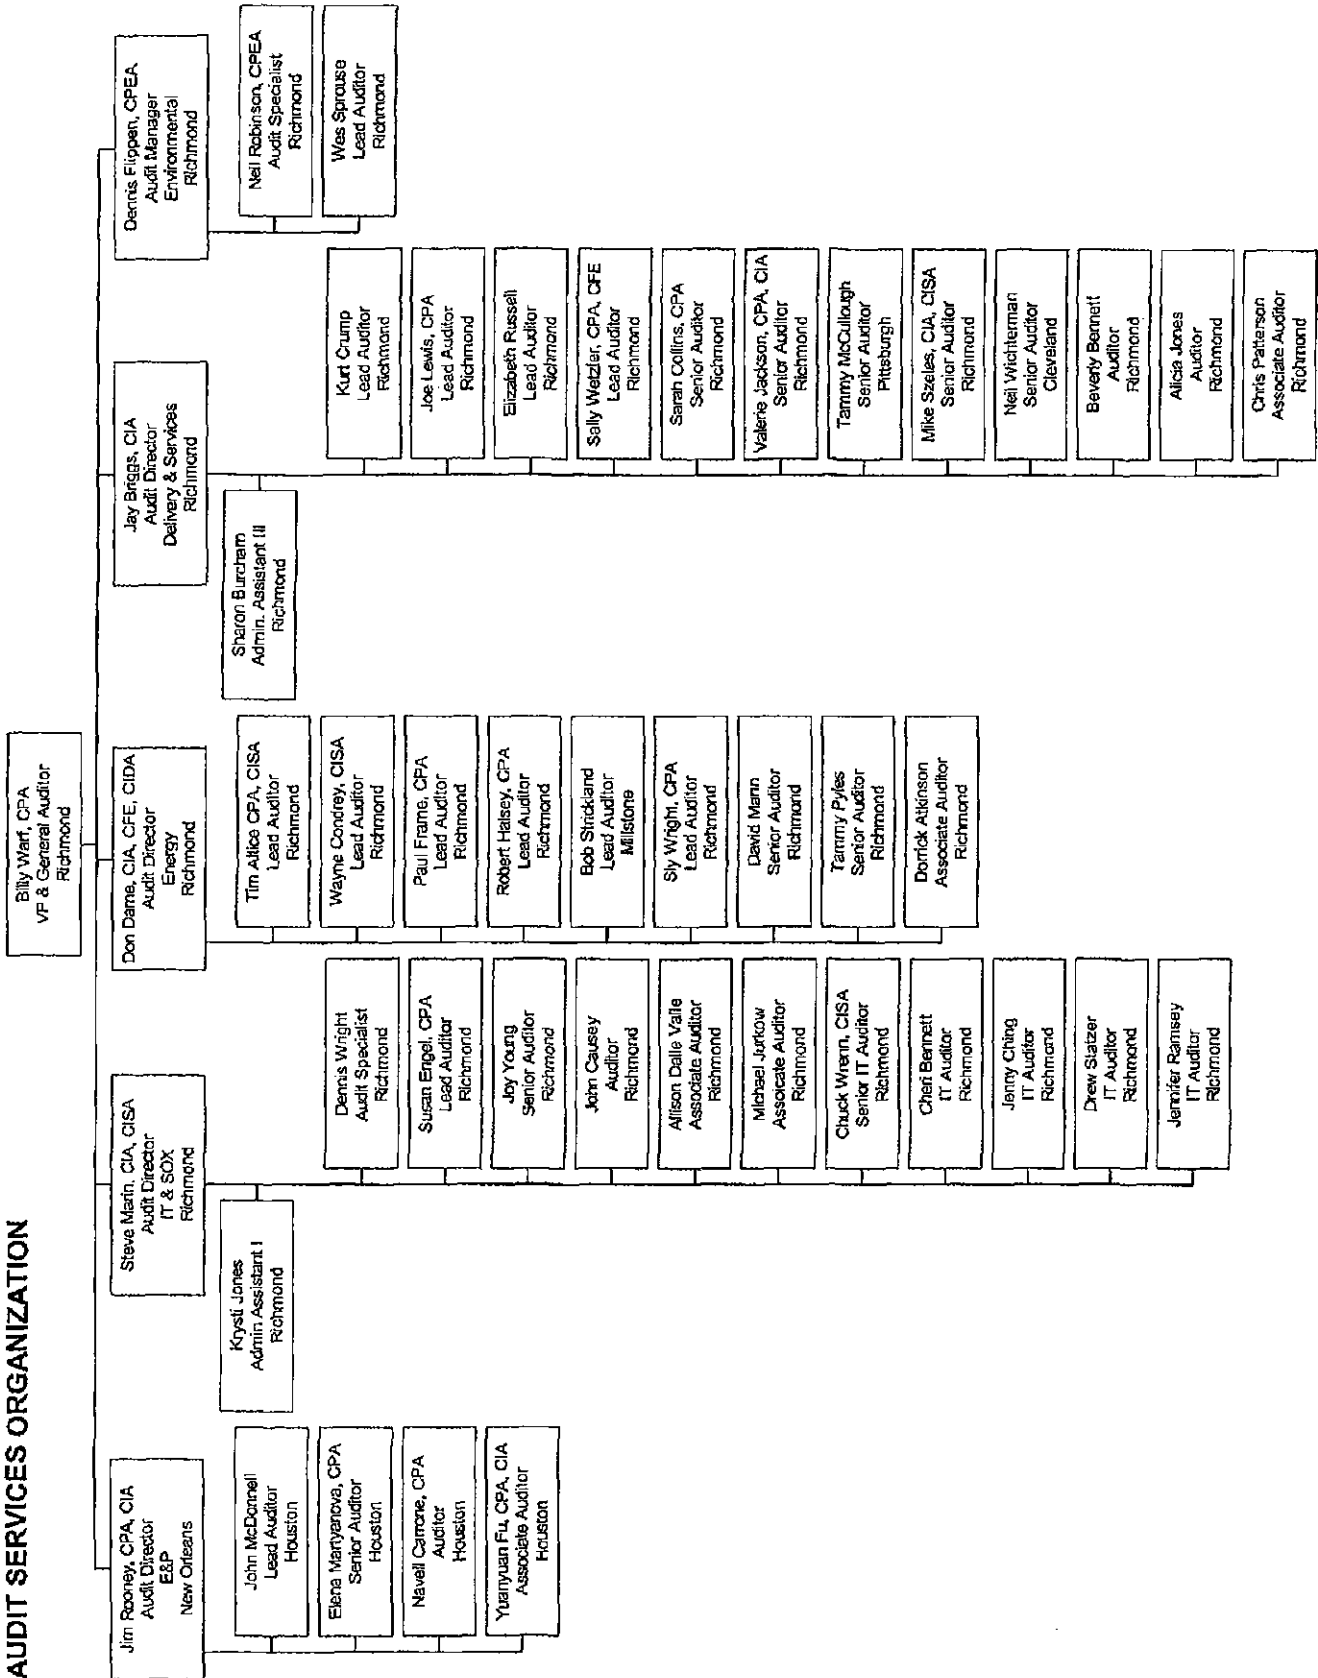 AUDIT SERVICES ORGANIZATION
Billy Warf, CPA
VP & General Auditor
Richmond
Jim Rooney, CPA, CIA
Audit Director
E&P
New Orleans
John McDonnell
Lead Auditor
Houston
Elena Martyanova, CPA
Senior Auditor
Houston
Navell Carrone, CPA
Auditor
Houston
Yuanyuan Fu, CPA, CIA
Associate Auditor
Houston
Steve Marin, CIA, CISA
Audit Director
IT & SOX
Richmond
Krysti Jones
Admin Assistant I
Richmond
Dennis Wright
Audit Specialist
Richmond
Susan Engel, CPA
Lead Auditor
Richmond
Joy Young
Senior Auditor
Richmond
John Causey
Auditor
Richmond
Allison Dalle Valle
Associate Auditor
Richmond
Michael Jurkow
Assoicate Auditor
Richmond
Chuck Wrenn, CISA
Senior IT Auditor
Richmond
Cheri Bennett
IT Auditor
Richmond
Jenny Ching
IT Auditor
Richmond
Drew Slatzer
IT Auditor
Richmond
Jennifer Ramsey
IT Auditor
Richmond
Don Dame, CIA, CFE, CIDA
Audit Director
Energy
Richmond
Tim Allice CPA, CISA
Lead Auditor
Richmond
Wayne Condrey, CISA
Lead Auditor
Richmond
Paul Frame, CPA
Lead Auditor
Richmond
Robert Halsey, CPA
Lead Auditor
Richmond
Bob Strickland
Lead Auditor
Millstone
Sly Wright, CPA
Lead Auditor
Richmond
David Mann
Senior Auditor
Richmond
Tammy Pyles
Senior Auditor
Richmond
Dorrick Atkinson
Associate Auditor
Richmond
Jay Briggs, CIA
Audit Director
Delivery & Services
Richmond
Sharon Burcham
Admin. Assistant III
Richmond
Kurt Crump
Lead Auditor
Richmond
Joe Lewis, CPA
Lead Auditor
Richmond
Elizabeth Russell
Lead Auditor
Richmond
Sally Wetzler, CPA, CFE
Lead Auditor
Richmond
Sarah Collins, CPA
Senior Auditor
Richmond
Valerie Jackson, CPA, CIA
Senior Auditor
Richmond
Tammy McCullough
Senior Auditor
Pittsburgh
Mike Szeles, CIA, CISA
Senior Auditor
Richmond
Neil Wichterman
Senior Auditor
Cleveland
Beverly Bennett
Auditor
Richmond
Alicia Jones
Auditor
Richmond
Chris Patterson
Associate Auditor
Richmond
Dennis Flippen, CPEA
Audit Manager
Environmental
Richmond
Neil Robinson, CPEA
Audit Specialist
Richmond
Wes Sprouse
Lead Auditor
Richmond